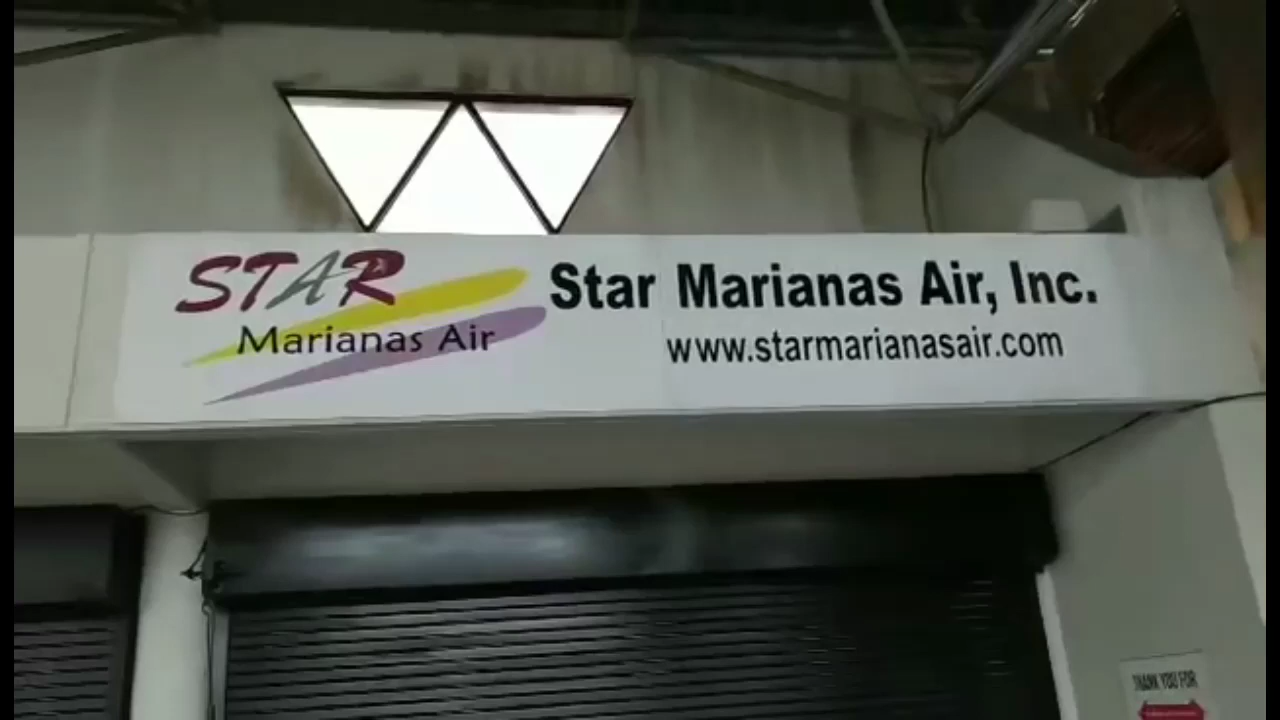 STAR
Marianas Air
Star Marianas Air, Inc.
www.starmarianasair.com
THANK YOU FOR